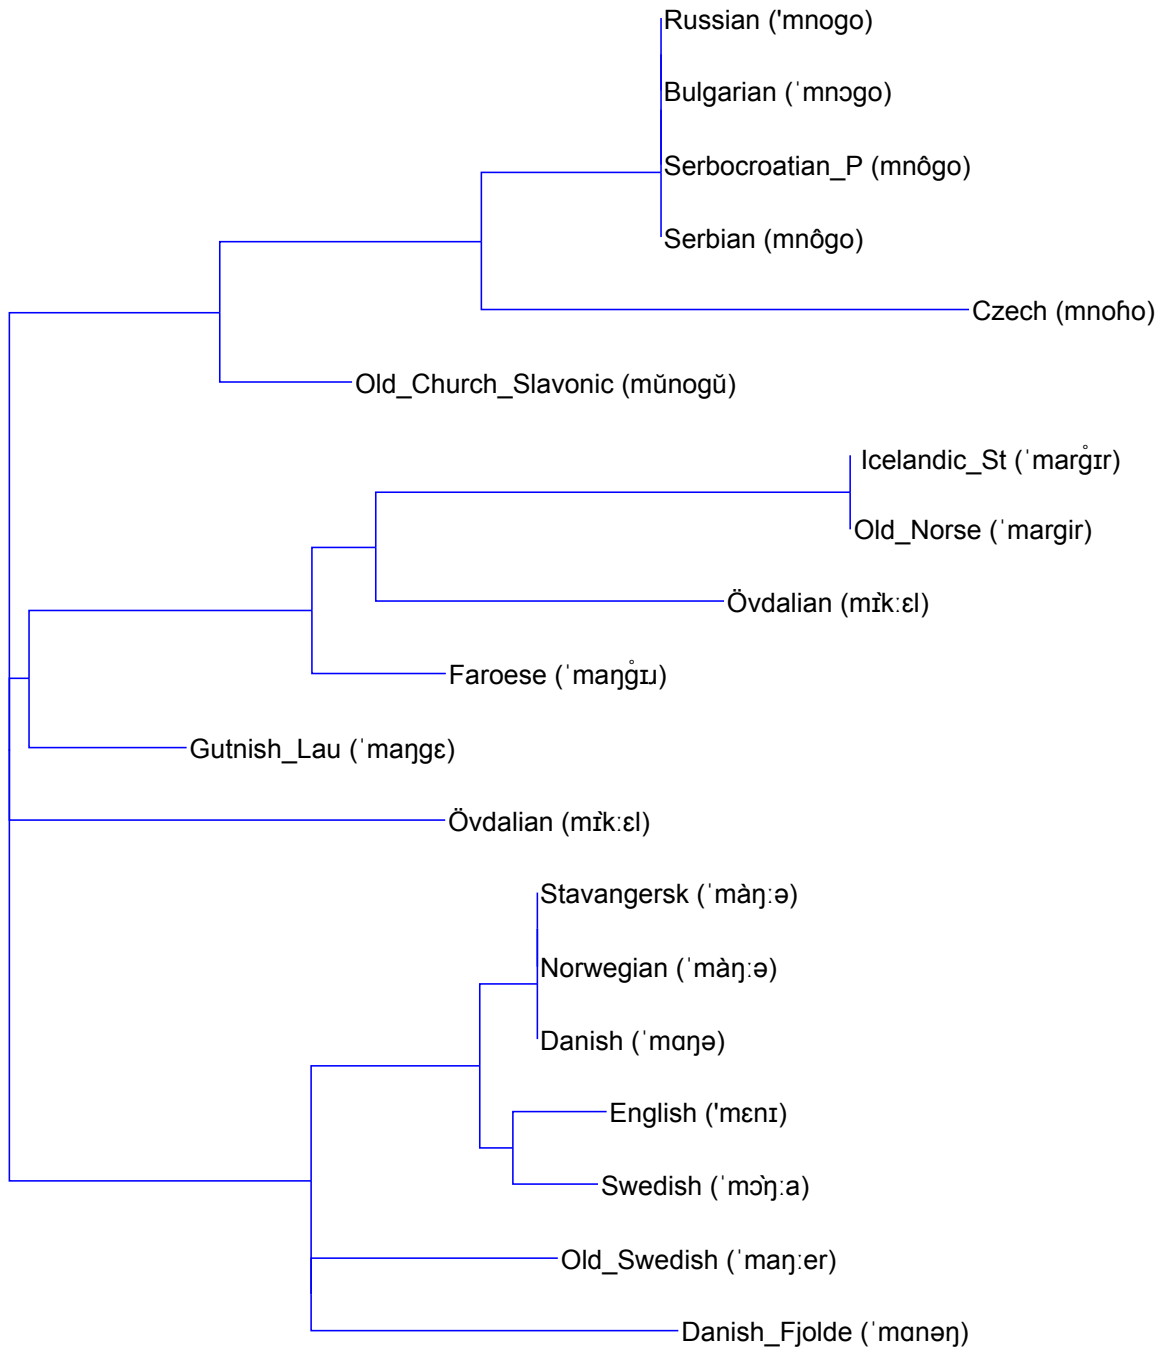 Russian ('mnogo)
Bulgarian (ˈmnɔgo)
Serbocroatian_P (mnôgo)
Serbian (mnôgo)
Czech (mnoɦo)
Old_Church_Slavonic (mŭnogŭ)
Icelandic_St (ˈmarg̊ɪr)
Old_Norse (ˈmargir)
Övdalian (mɪ̀kːɛl)
Faroese (ˈmaŋg̊ɪɹ)
Gutnish_Lau (ˈmaŋgɛ)
Övdalian (mɪ̀kːɛl)
Stavangersk (ˈmàŋːə)
Norwegian (ˈmàŋːə)
Danish (ˈmɑŋə)
English ('mɛnɪ)
Swedish (ˈmɔ̀ŋːa)
Old_Swedish (ˈmaŋːer)
Danish_Fjolde (ˈmɑnəŋ)